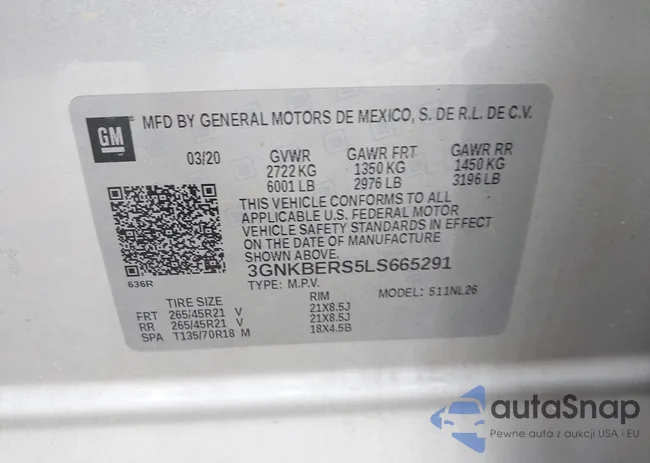 GM
MFD BY GENERAL MOTORS DE MEXICO, S. DE R.L. DE C.V.
03/20 GVWR GAWR FRT GAWR RR
2722 KG 1350 KG 1450 KG
6001 LB 2976 LB 3196 LB
THIS VEHICLE CONFORMS TO ALL
APPLICABLE U.S. FEDERAL MOTOR
VEHICLE SAFETY STANDARDS IN EFFECT
ON THE DATE OF MANUFACTURE
SHOWN ABOVE.
3GNKBERS5LS665291
636R
TYPE: M.P.V. MODEL: 511NL26
TIRE SIZE RIM
FRT 265/45R21 V 21X8.5J
RR 265/45R21 V 21X8.5J
SPA T135/70R18 M 18X4.5B
autoSnap
Pewne auta z aukcji USA i EU